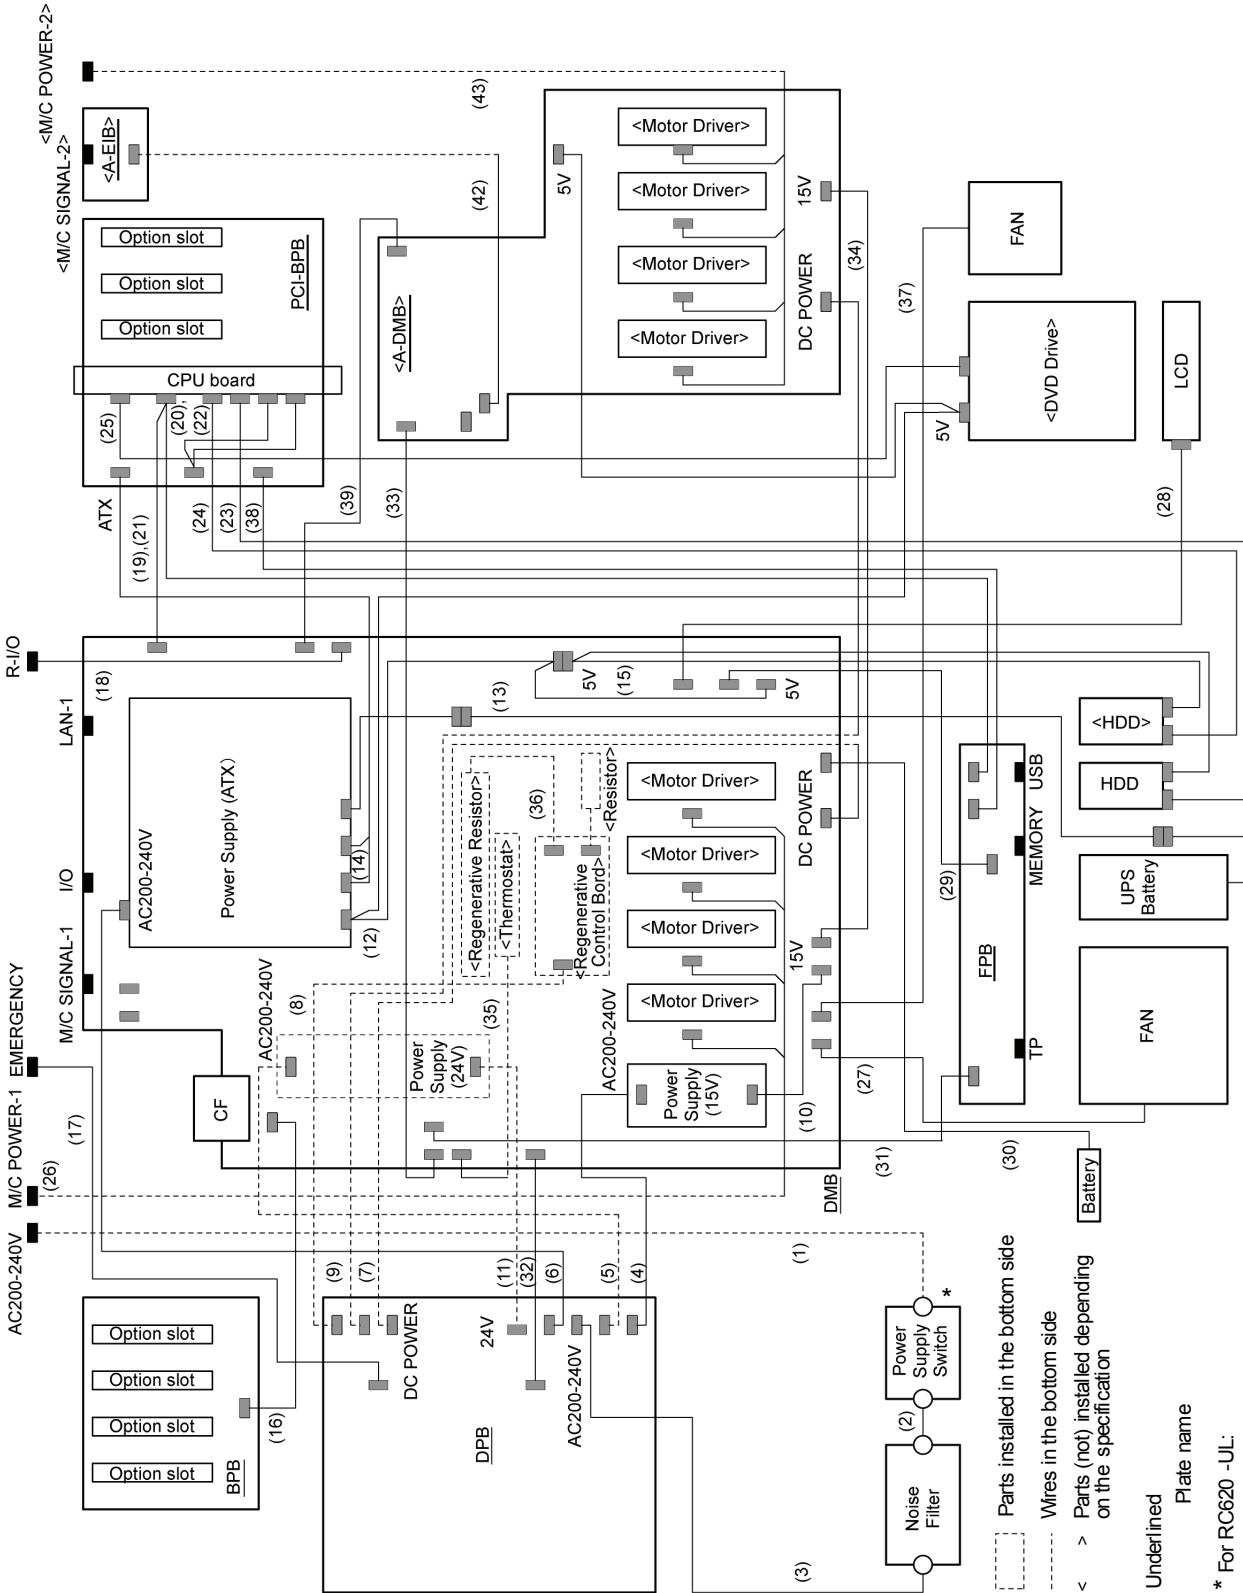 <M/C POWER-2>
<M/C SIGNAL-2>
<A-EIB>
(43)
(42)
Option slot
Option slot
Option slot
PCI-BPB
CPU board
(25)
(20),
(22)
ATX
(19),(21)
(24)
(23)
(38)
(39)
(33)
<A-DMB>
5V
<Motor Driver>
<Motor Driver>
<Motor Driver>
<Motor Driver>
15V
DC POWER
(34)
(37)
FAN
<DVD Drive>
5V
LCD
(28)
R-I/O
LAN-1
I/O
M/C SIGNAL-1
EMERGENCY
M/C POWER-1
AC200-240V
(18)
AC200-240V
Power Supply (ATX)
(12)
(14)
(13)
5V
(15)
5V
(17)
(26)
CF
AC200-240V
(8)
Power
Supply
(24V)
(35)
<Regenerative Resistor>
<Thermostat>
(36)
<Resistor>
<Regenerative
Control Bord>
<Motor Driver>
<Motor Driver>
<Motor Driver>
<Motor Driver>
DC POWER
15V
AC200-240V
Power
Supply
(15V)
(10)
(27)
(31)
DMB
(29)
(30)
FPB
USB
MEMORY
TP
<HDD>
HDD
UPS
Battery
FAN
Battery
Option slot
Option slot
Option slot
Option slot
BPB
(16)
(9)
(7)
(11)
(32)
(6)
(5)
(4)
DC POWER
24V
AC200-240V
DPB
(1)
*
Power
Supply
Switch
(2)
Noise
Filter
(3)
Parts installed in the bottom side
Wires in the bottom side
< > Parts (not) installed depending
on the specification
Underlined
Plate name
* For RC620 -UL: